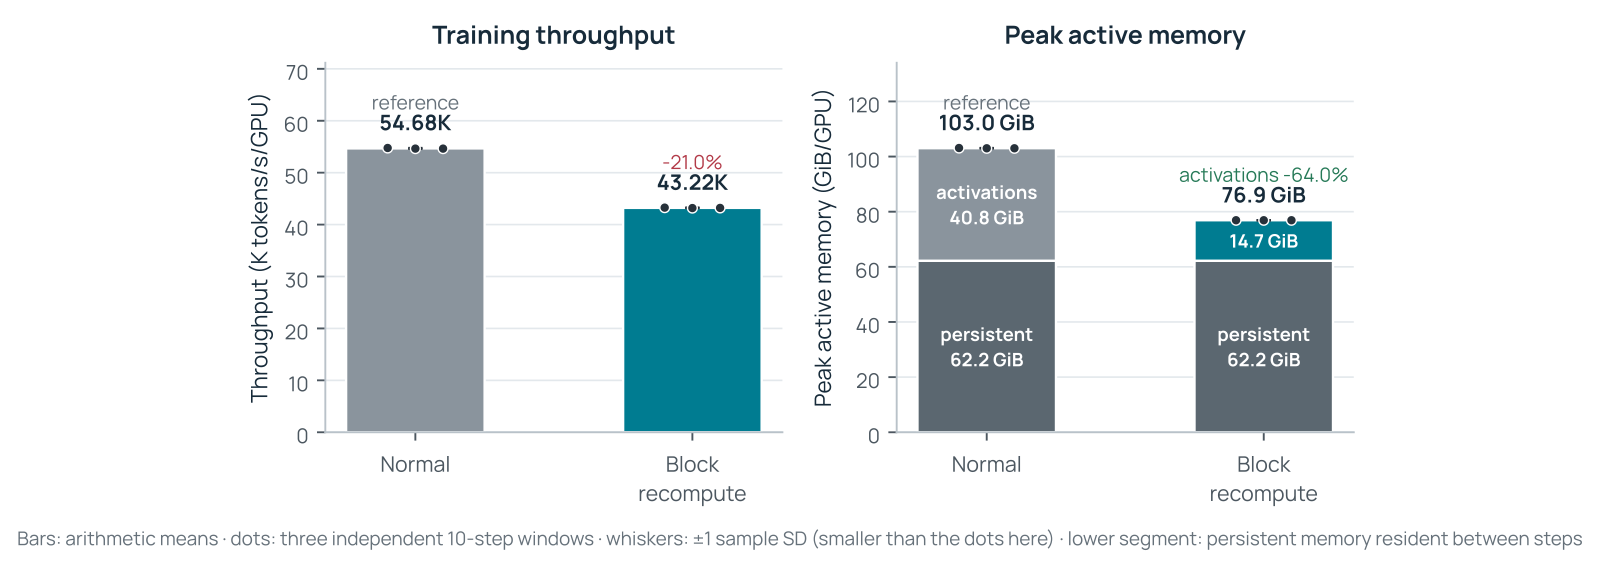 Training throughput
Throughput (K tokens/s/GPU)
70
60
50
40
30
20
10
0
reference
54.68K
-21.0%
43.22K
Normal
Block
recompute
Peak active memory
Peak active memory (GiB/GPU)
120
100
80
60
40
20
0
reference
103.0 GiB
activations
40.8 GiB
persistent
62.2 GiB
activations -64.0%
76.9 GiB
14.7 GiB
persistent
62.2 GiB
Normal
Block
recompute
Bars: arithmetic means · dots: three independent 10-step windows · whiskers: ±1 sample SD (smaller than the dots here) · lower segment: persistent memory resident between steps